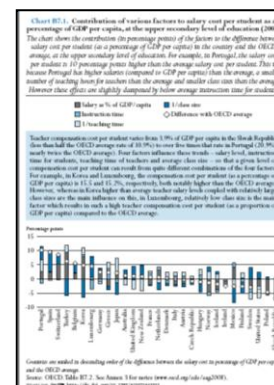 Chart B7.1. Contribution of various factors to salary cost per student as a
percentage of GDP per capita, at the upper secondary level of education (200
The chart shows the contribution (in percentage points) of the factors to the difference between
salary cost per student (as a percentage of GDP per capita) in the country and the OECD
average, at the upper secondary level of education. For example, in Portugal, the salary cost
per student is 10 percentage points higher than the average salary cost per student. This is
because Portugal has higher salaries (compared to GDP per capita) than the average, a small
number of teaching hours for teachers than the average and smaller class sizes than the average
However these effects are slightly dampened by below average instruction time for students
Salary as % of GDP/capita
1/class size
Instruction time
Difference with OECD average
1/teaching time
Teacher compensation cost per student varies from 3.9% of GDP per capita in the Slovak Republic
(less than half the OECD average rate of 10.9%) to over five times that rate in Portugal (20.9%
nearly twice the OECD average). Four factors influence these trends – salary level, instruction
time for students, teaching time of teachers and average class size – so that a given level of
compensation cost per student can result from quite different combinations of the four factors
For example, in Korea and Luxembourg, the compensation cost per student (as a percentage of
GDP per capita) is 15.5 and 15.2%, respectively, both notably higher than the OECD average.
However, whereas in Korea higher than average teacher salary levels coupled with relatively large
class sizes are the main influence on this, in Luxembourg, relatively low class size is the main
factor which results in such a high teacher compensation cost per student (as a proportion of
GDP per capita) compared to the OECD average.
Percentage points
15
10
5
0
-5
-10
Portugal
Spain
Switzerland
Turkey
Belgium
Korea
Luxembourg
Germany
Greece
Australia
United Kingdom
New Zealand
France
Netherlands
Denmark
Italy
Austria
Czech Republic
Hungary
Norway
Finland
Ireland
Mexico
Sweden
United States
Poland
Countries are ranked in descending order of the difference between the salary cost as percentage of GDP per capita
and the OECD average.
Source: OECD. Table B7.2. See Annex 3 for notes (www.oecd.org/edu/eag2008).